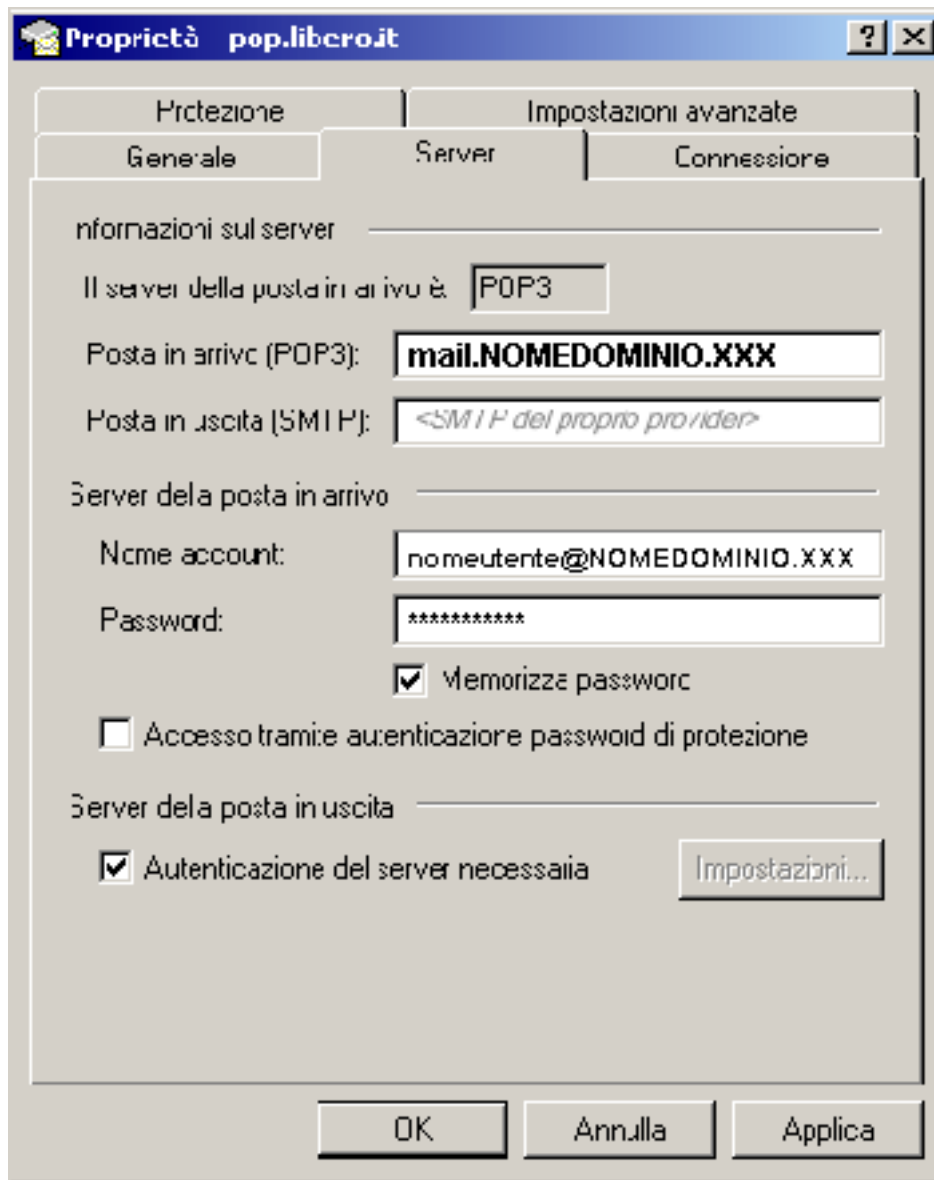 Proprietà pop.libero.it
Protezione
Impostazioni avanzate
Generale
Server
Connessione
Informazioni sul server
Il server della posta in arrivo è: POP3
Posta in arrivo (POP3): mail.NOMEDOMINIO.XXX
Posta in uscita (SMTP): <SMTP del proprio provider>
Server della posta in arrivo
Nome account: nomeutente@NOMEDOMINIO.XXX
Password: ***********
Memorizza password
Accesso tramite autenticazione password di protezione
Server della posta in uscita
Autenticazione del server necessaria Impostazioni...
OK Annulla Applica